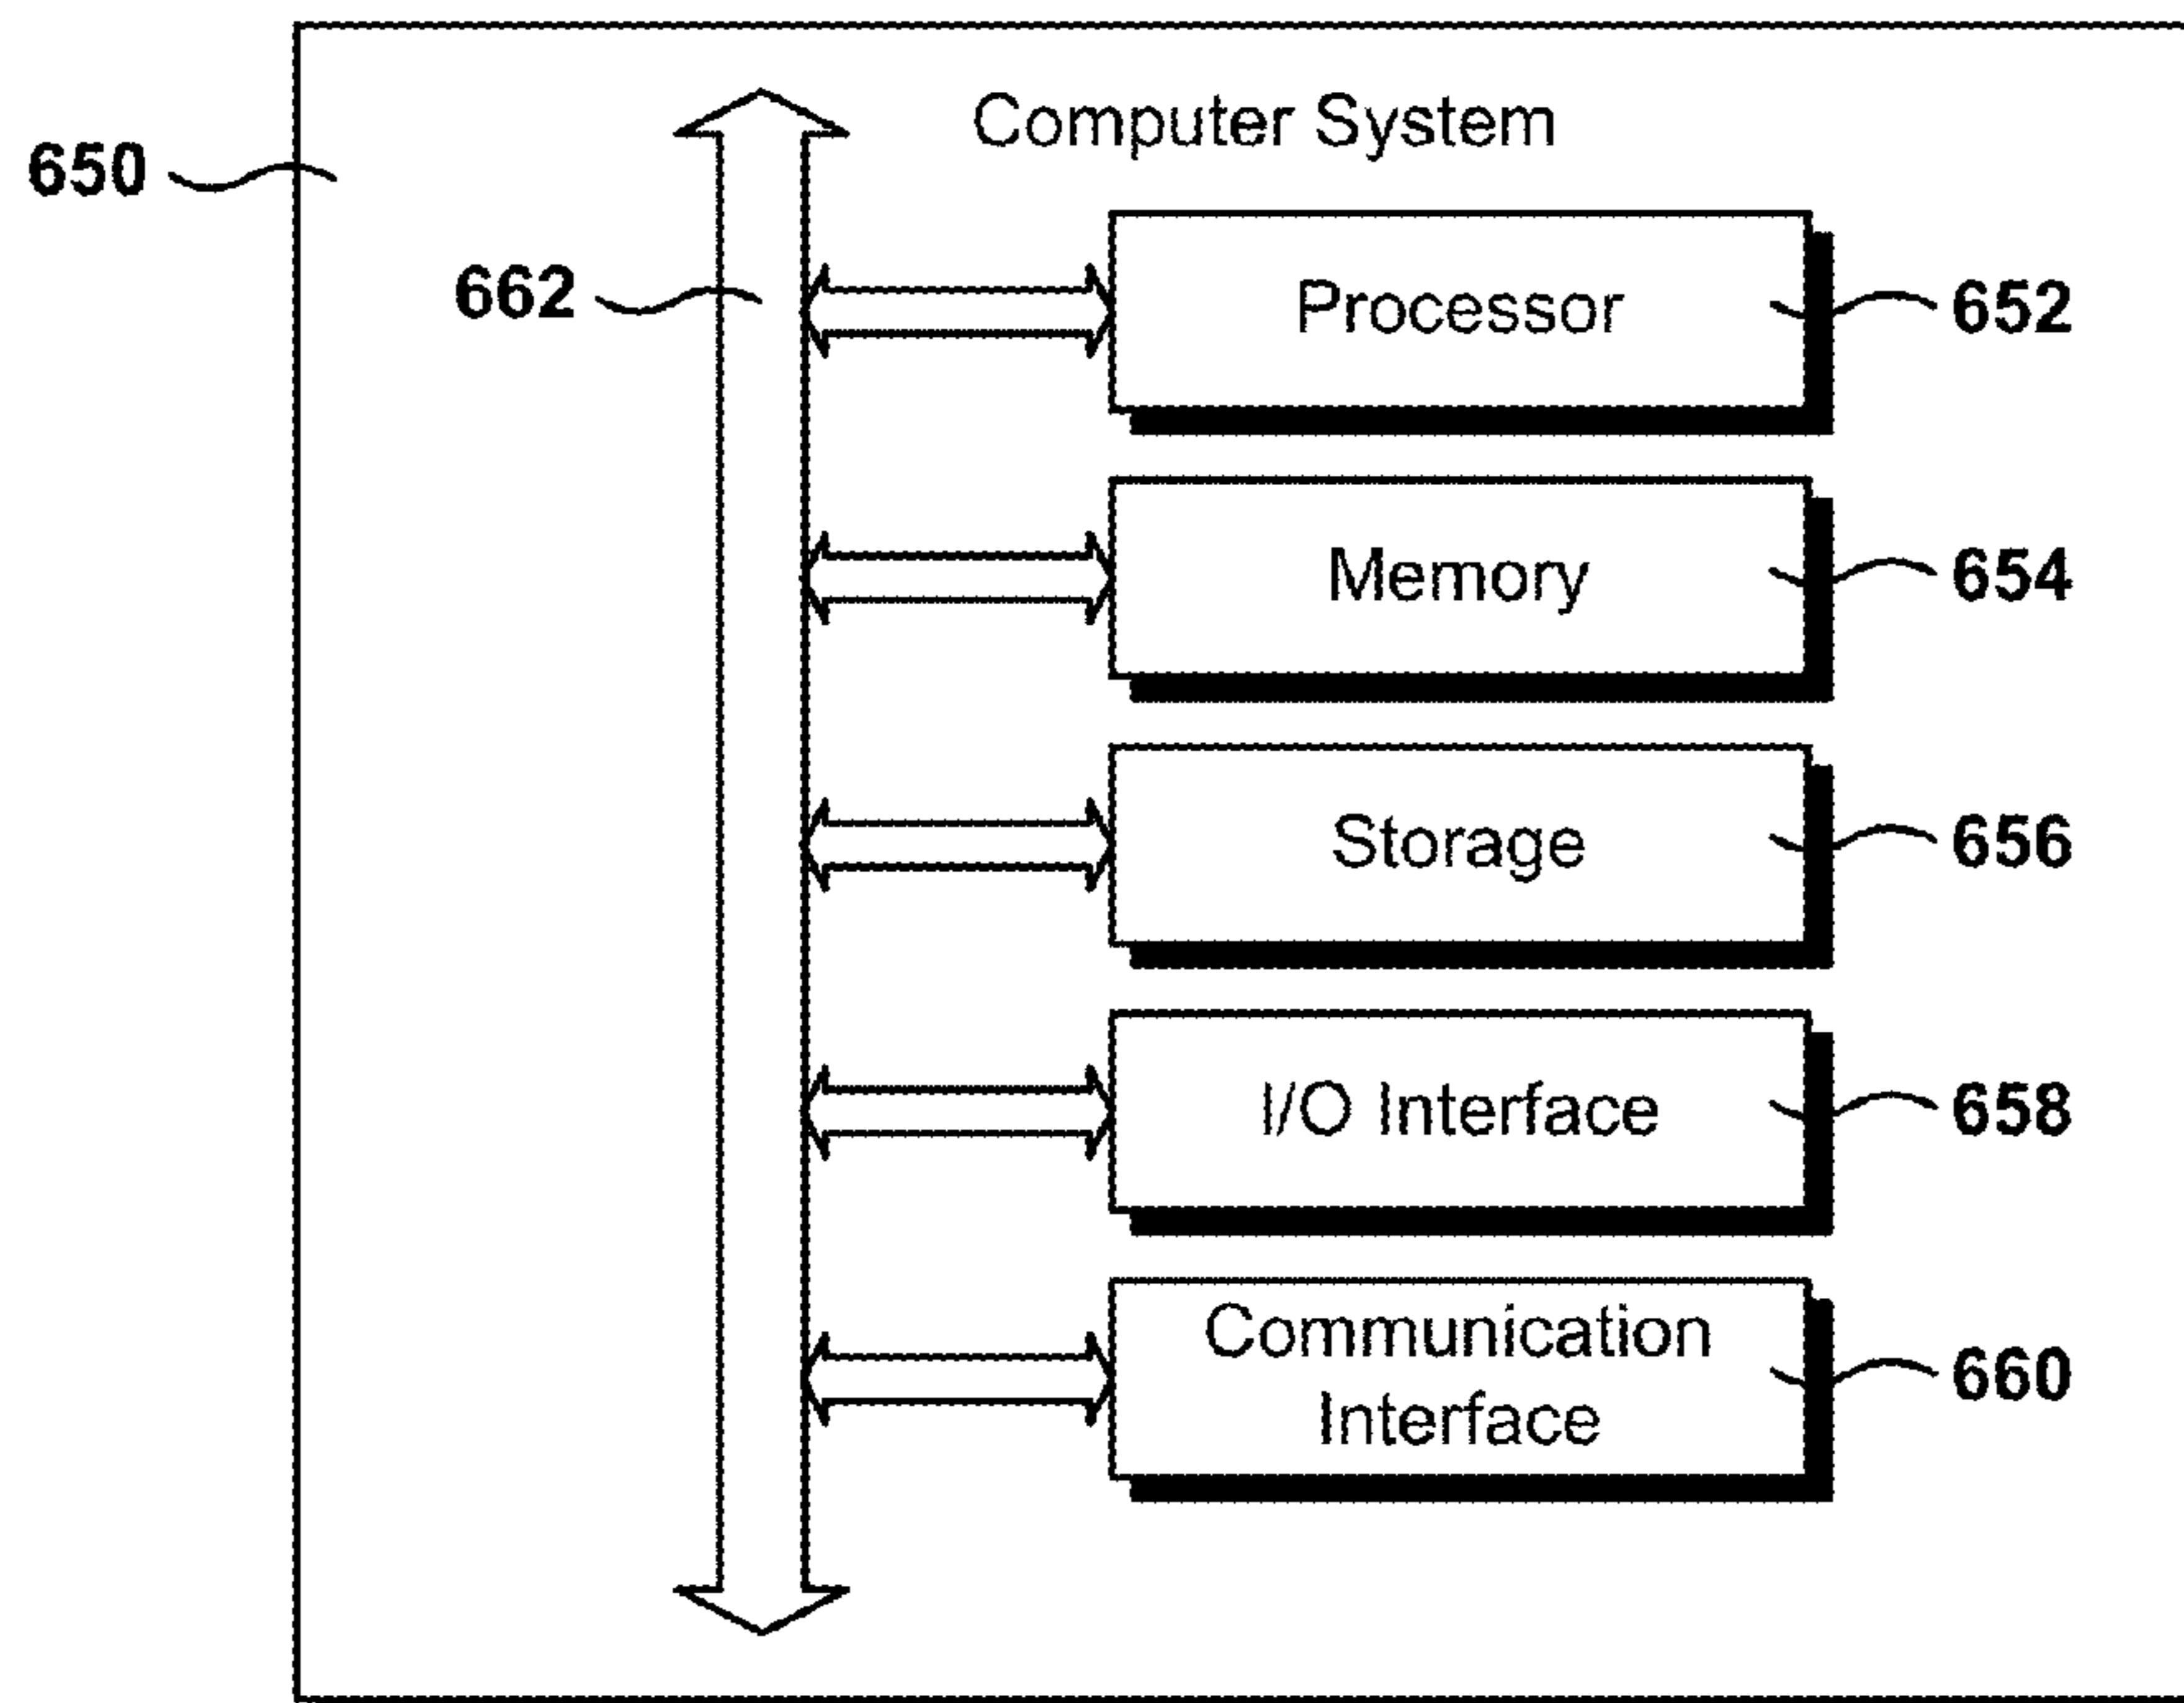 Computer System
650
662
Processor
652
Memory
654
Storage
656
I/O Interface
658
Communication
Interface
660